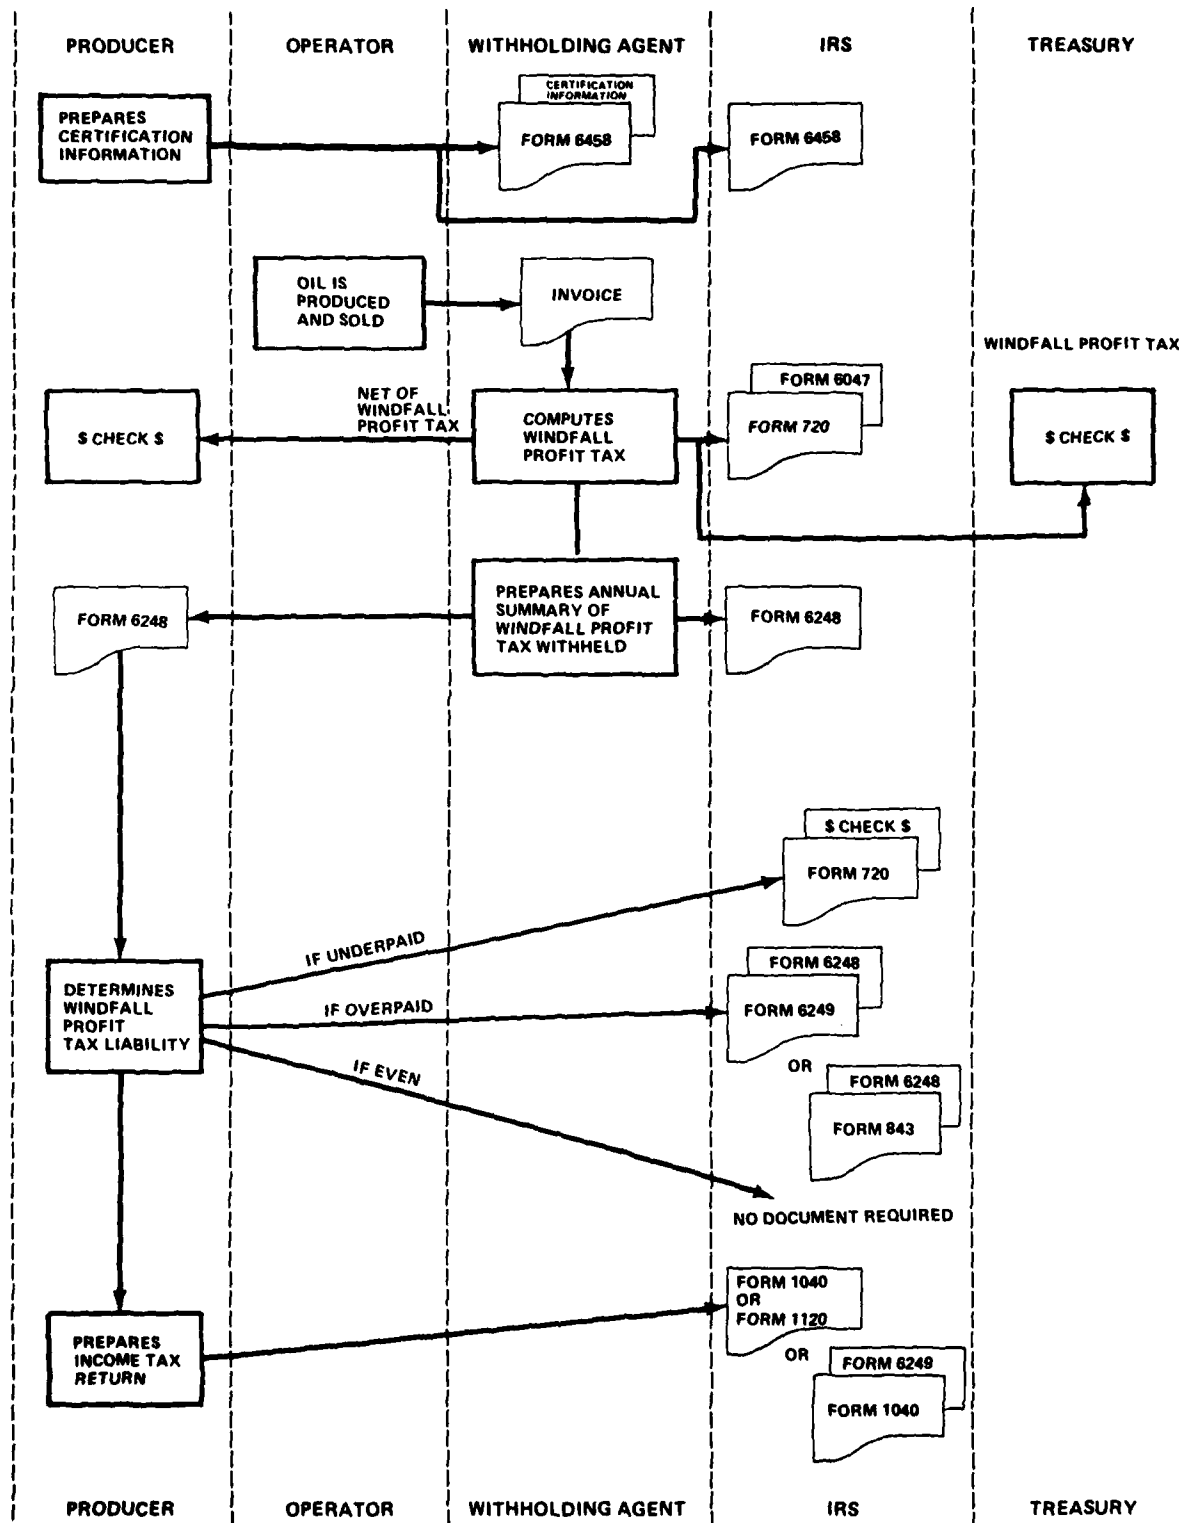 PRODUCER
OPERATOR
WITHHOLDING AGENT
IRS
TREASURY
PREPARES
CERTIFICATION
INFORMATION
CERTIFICATION
INFORMATION
FORM 6458
FORM 6458
OIL IS
PRODUCED
AND SOLD
INVOICE
WINDFALL PROFIT TAX
$ CHECK $
NET OF
WINDFALL
PROFIT TAX
COMPUTES
WINDFALL
PROFIT TAX
FORM 6047
FORM 720
$ CHECK $
FORM 6248
PREPARES ANNUAL
SUMMARY OF
WINDFALL PROFIT
TAX WITHHELD
FORM 6248
$ CHECK $
FORM 720
IF UNDERPAID
DETERMINES
WINDFALL
PROFIT
TAX LIABILITY
IF OVERPAID
FORM 6248
FORM 6249
OR
FORM 6248
FORM 843
IF EVEN
NO DOCUMENT REQUIRED
PREPARES
INCOME TAX
RETURN
FORM 1040
OR
FORM 1120
OR
FORM 6249
FORM 1040
PRODUCER
OPERATOR
WITHHOLDING AGENT
IRS
TREASURY